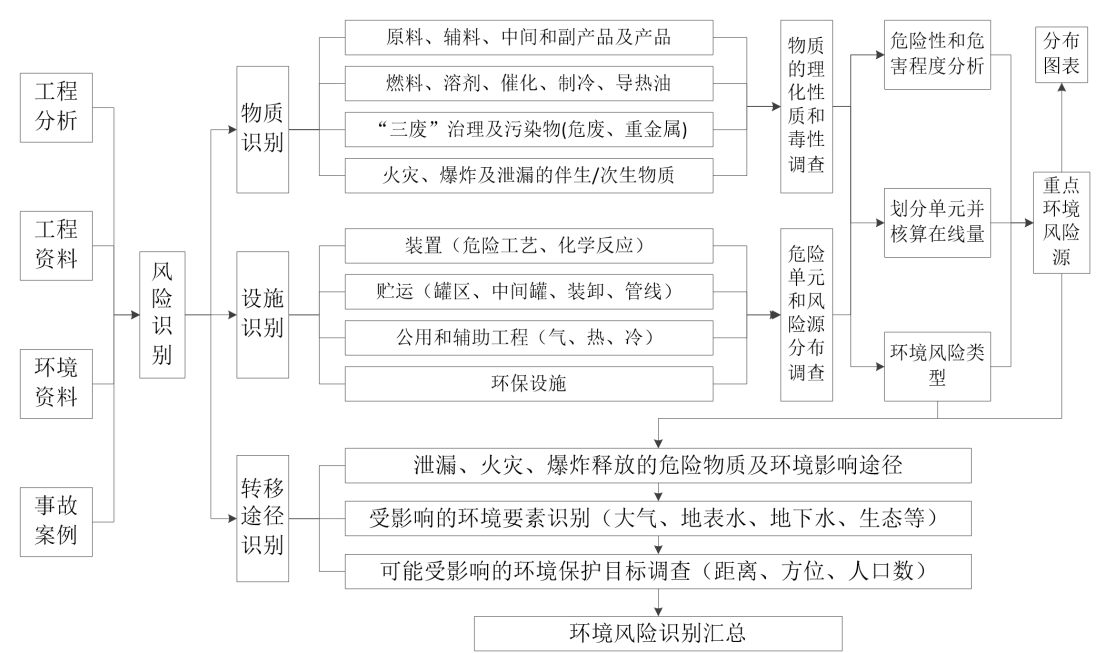 工程
分析
工程
资料
环境
资料
事故
案例
风
险
识
别
物质
识别
设施
识别
转移
途径
识别
原料、辅料、中间和副产品及产品
燃料、溶剂、催化、制冷、导热油
“三废”治理及污染物(危废、重金属)
火灾、爆炸及泄漏的伴生/次生物质
装置（危险工艺、化学反应）
贮运（罐区、中间罐、装卸、管线）
公用和辅助工程（气、热、冷）
环保设施
物质
的理
化性
质和
毒性
调查
危险
单元
和风
险源
分布
调查
危险性和危
害程度分析
划分单元并
核算在线量
环境风险类
型
分布
图表
重点
环境
风险
源
泄漏、火灾、爆炸释放的危险物质及环境影响途径
受影响的环境要素识别（大气、地表水、地下水、生态等）
可能受影响的环境保护目标调查（距离、方位、人口数）
环境风险识别汇总